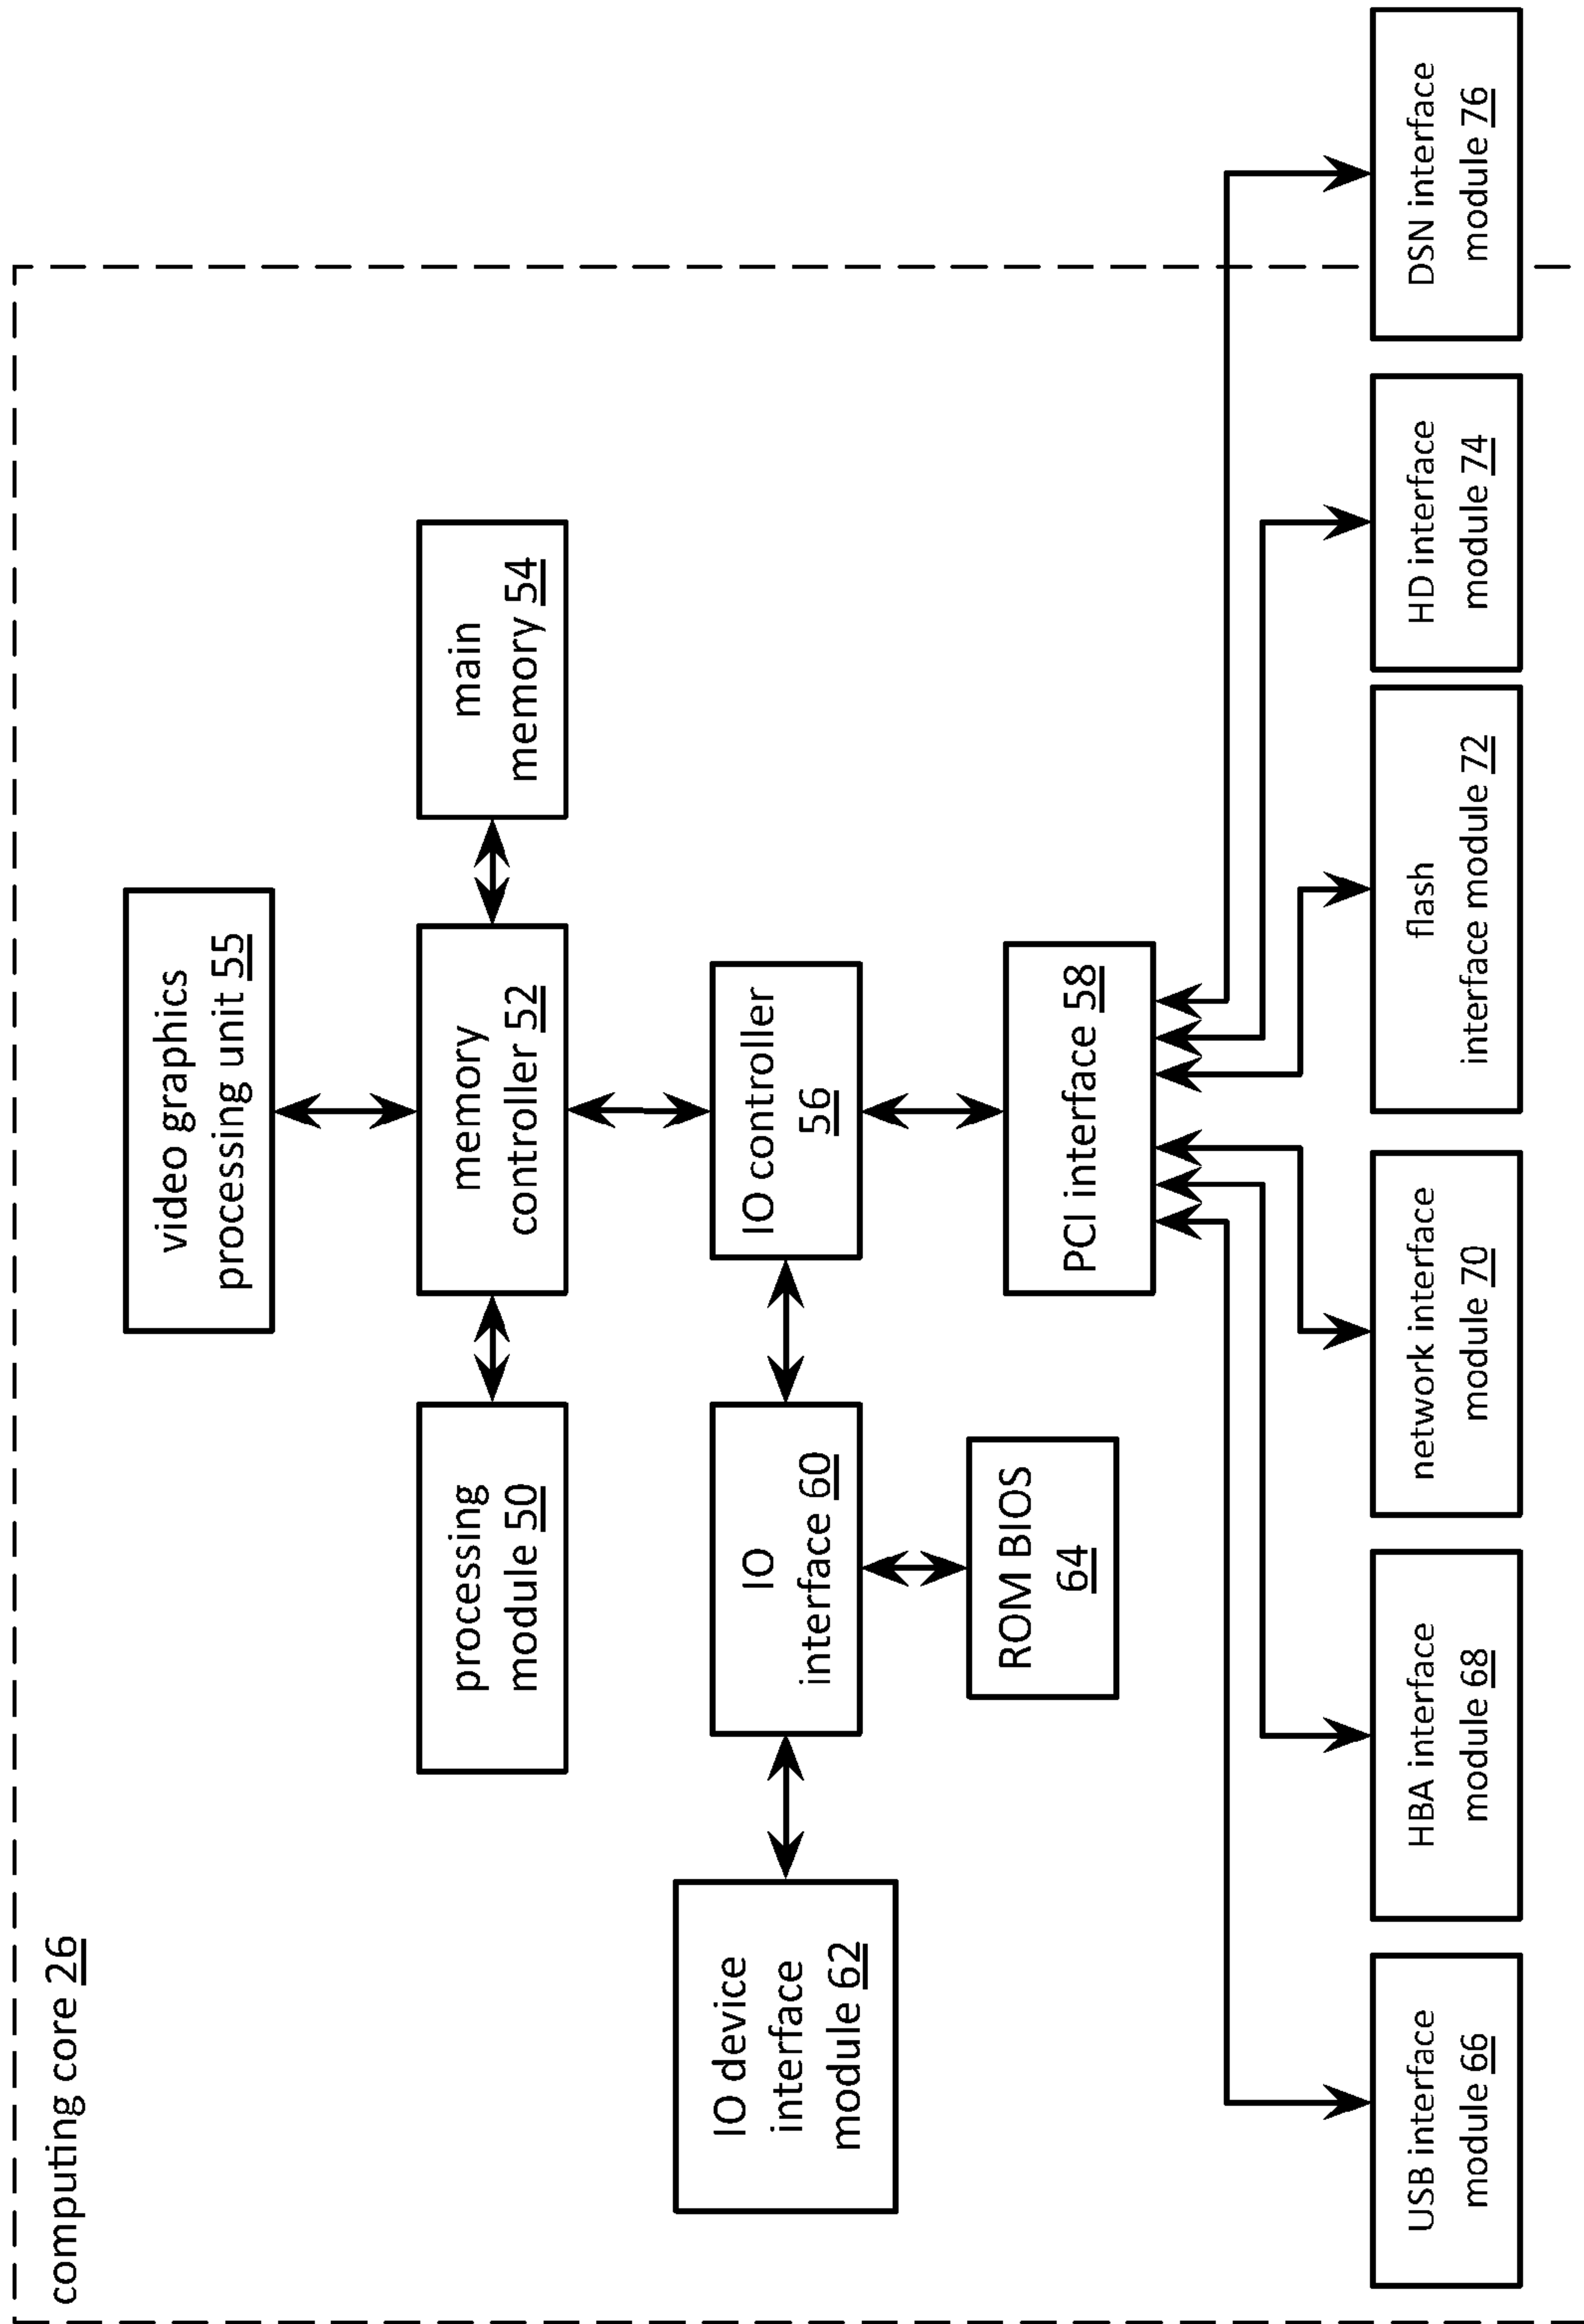 computing core 26
video graphics
processing unit 55
processing
module 50
memory
controller 52
main
memory 54
IO device
interface
module 62
IO
interface 60
IO controller
56
ROM BIOS
64
PCI interface 58
USB interface
module 66
HBA interface
module 68
network interface
module 70
flash
interface module 72
HD interface
module 74
DSN interface
module 76